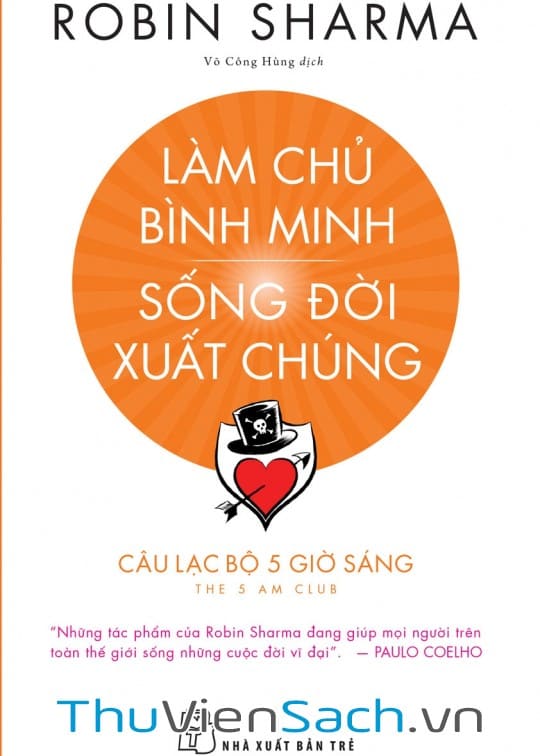 ROBIN SHARMA
Võ Công Hùng dịch
LÀM CHỦ
BÌNH MINH
SỐNG ĐỜI
XUẤT CHÚNG
CÂU LẠC BỘ 5 GIỜ SÁNG
THE 5 AM CLUB
“Những tác phẩm của Robin Sharma đang giúp mọi người trên
toàn thế giới sống những cuộc đời vĩ đại”. — PAULO COELHO
ThuVienSach.vn
NHÀ XUẤT BẢN TRẺ